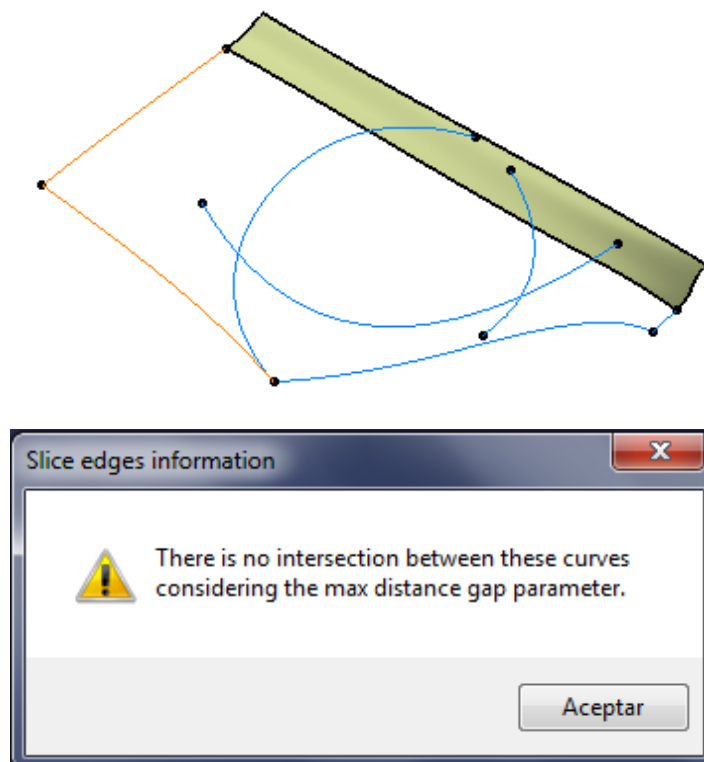 Slice edges information
There is no intersection between these curves
considering the max distance gap parameter.
Aceptar